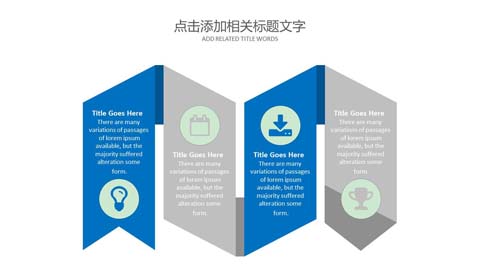 点击添加相关标题文字
ADD RELATED TITLE WORDS
Title Goes Here
There are many
variations of passages
of lorem ipsum
available, but the
majority suffered
alteration some
form.
Title Goes Here
There are many
variations of passages
of lorem ipsum
available, but the
majority suffered
alteration some
form.
Title Goes Here
There are many
variations of passages
of lorem ipsum
available, but the
majority suffered
alteration some
form.
Title Goes Here
There are many
variations of passages
of lorem ipsum
available, but the
majority suffered
alteration some
form.